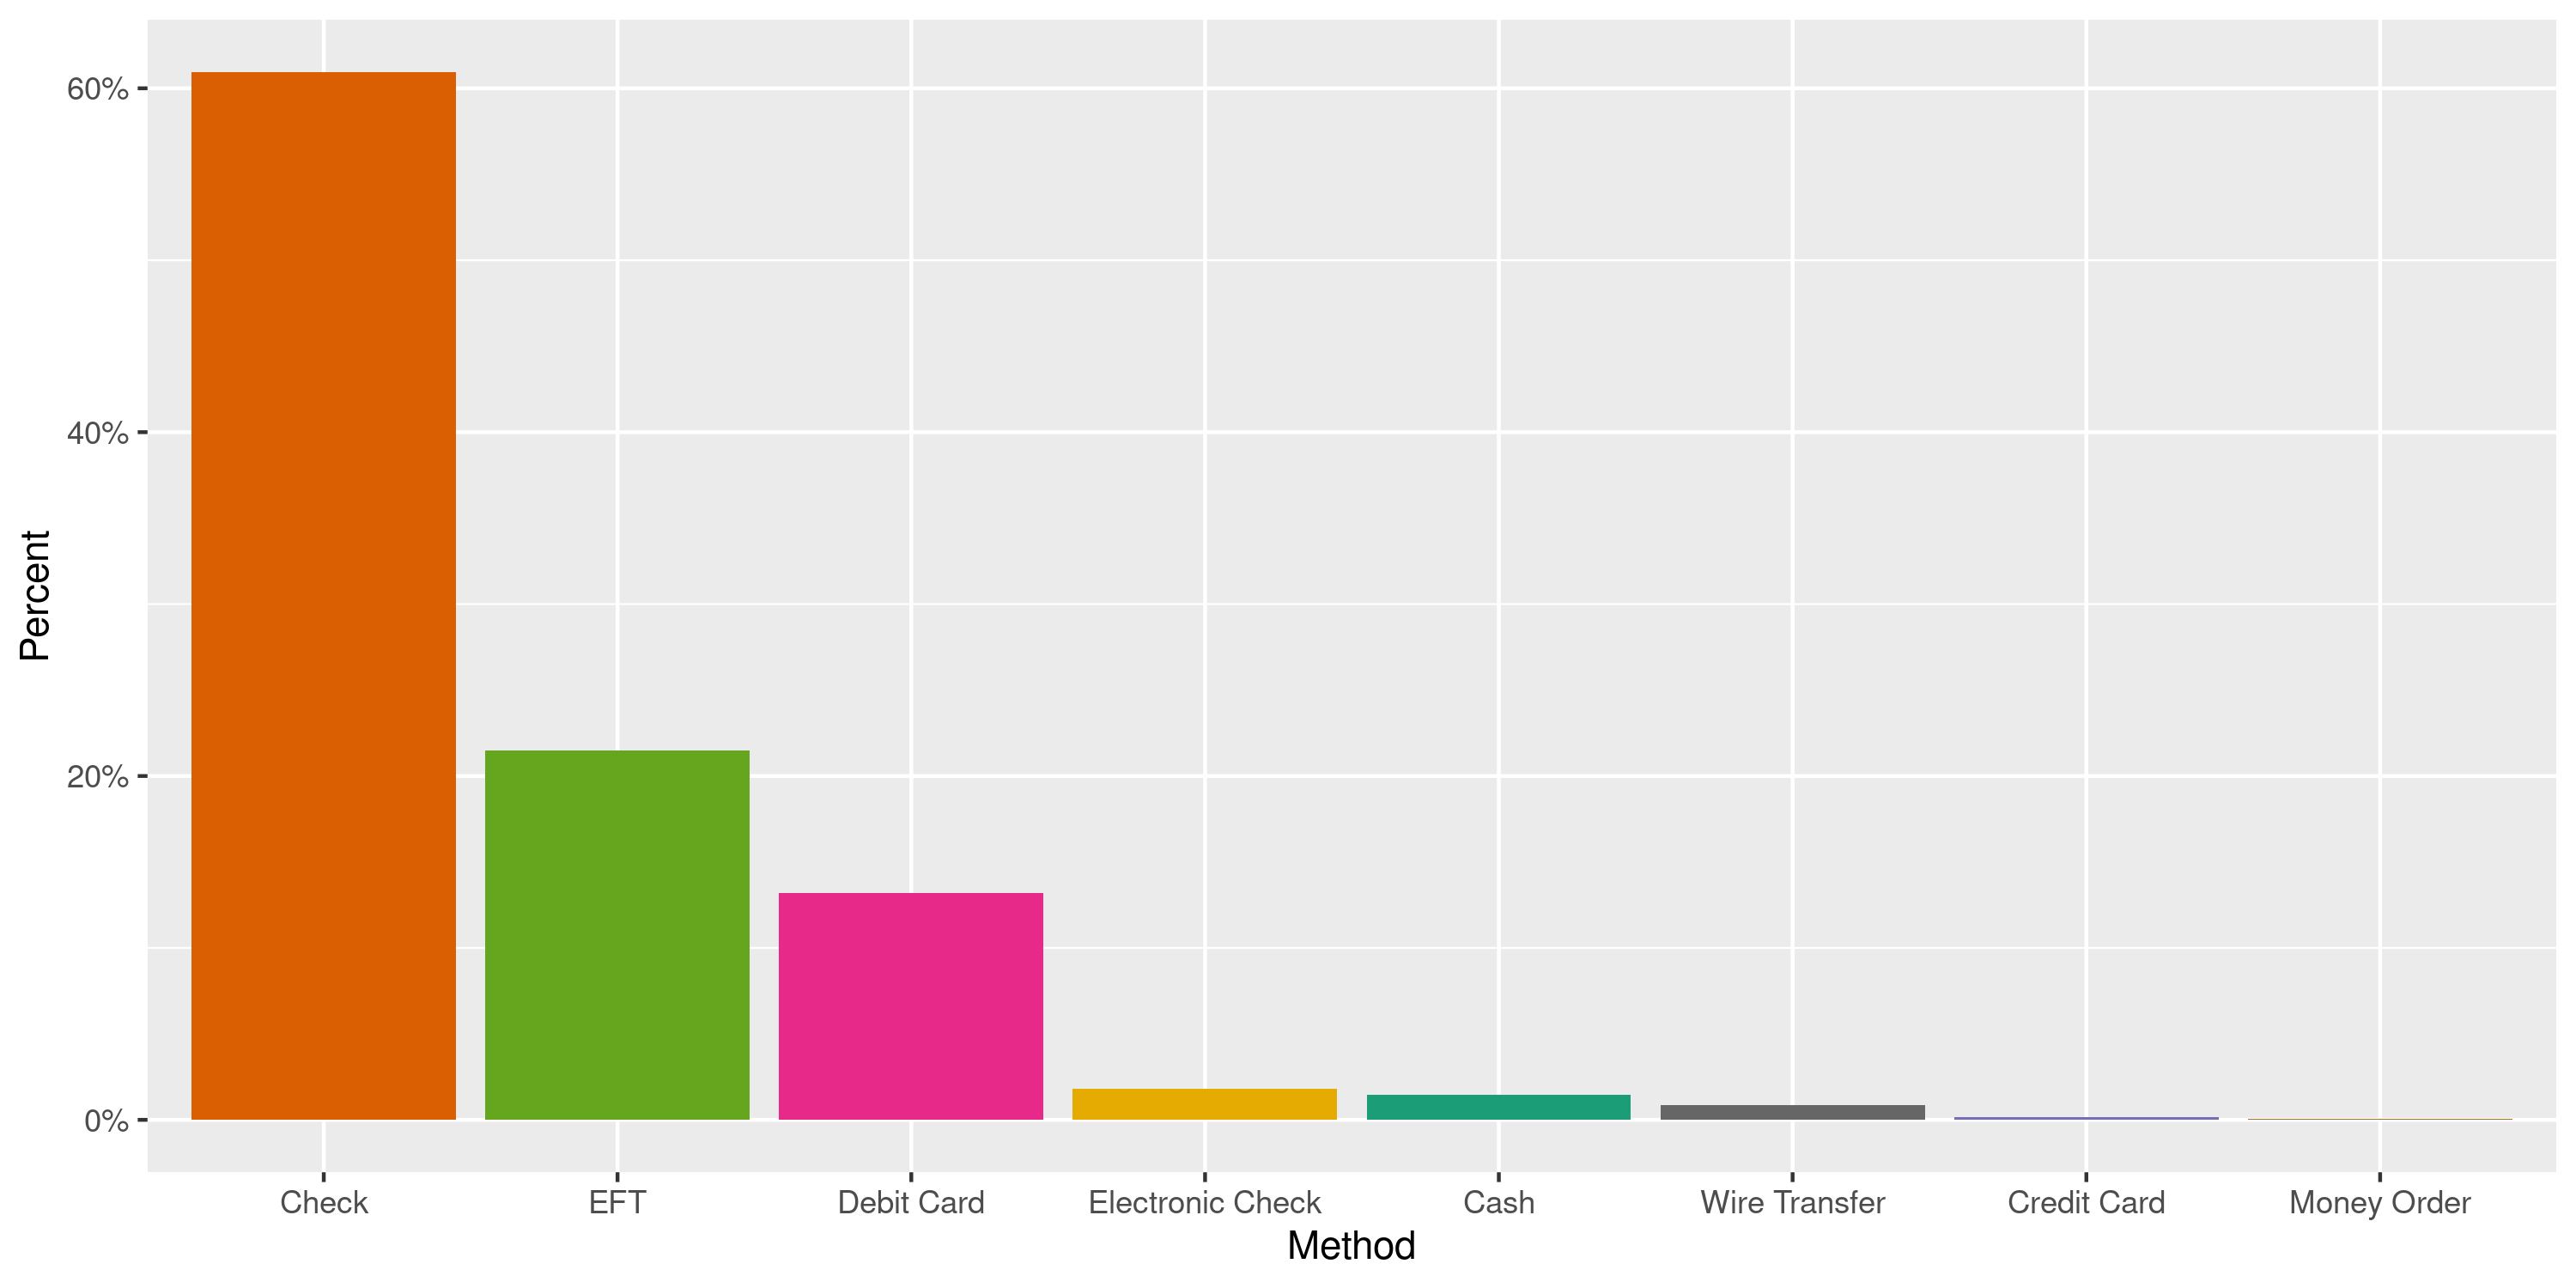 60%
40%
20%
0%
Percent
Check
EFT
Debit Card
Electronic Check
Cash
Wire Transfer
Credit Card
Money Order
Method